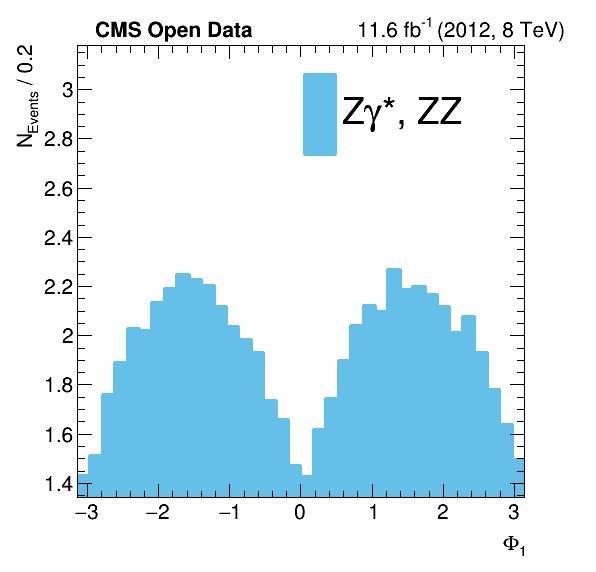 CMS Open Data 11.6 fb⁻¹ (2012, 8 TeV)
N_Events / 0.2
3
2.8
2.6
2.4
2.2
2
1.8
1.6
1.4
Zγ*, ZZ
−3 −2 −1 0 1 2 3
Φ₁